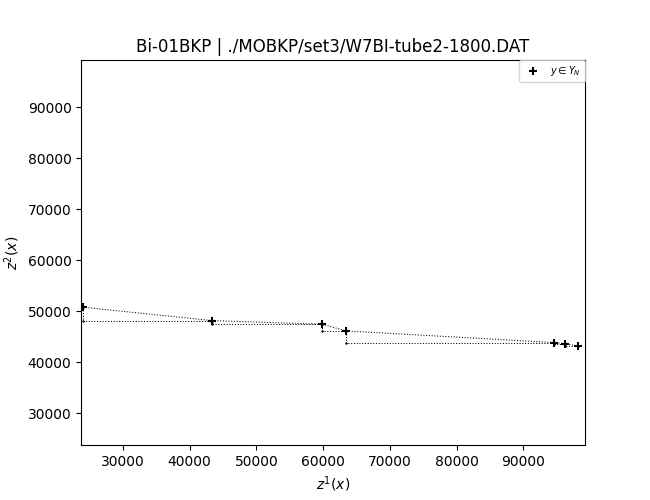 Bi-01BKP | ./MOBKP/set3/W7BI-tube2-1800.DAT
y ∈ Y_N
90000
80000
70000
60000
50000
40000
30000
z²(x)
30000 40000 50000 60000 70000 80000 90000
z¹(x)